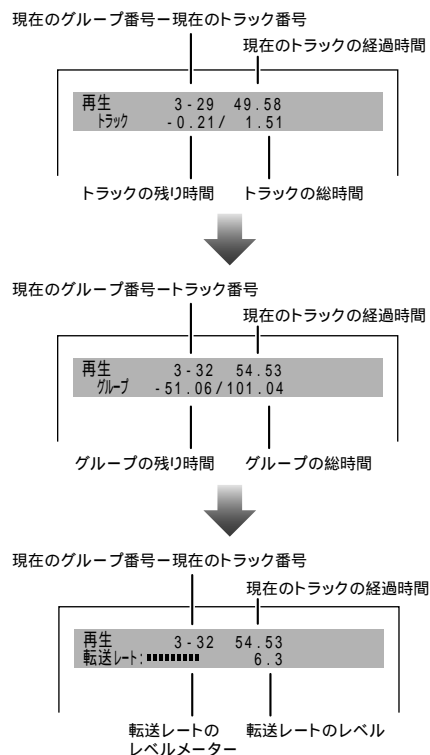 現在のグループ番号ー現在のトラック番号
現在のトラックの経過時間
再生 3-29 49.58
トラック -0.21/ 1.51
トラックの残り時間 トラックの総時間
現在のグループ番号ートラック番号
現在のトラックの経過時間
再生 3-32 54.53
グループ -51.06/101.04
グループの残り時間 グループの総時間
現在のグループ番号ー現在のトラック番号
現在のトラックの経過時間
再生 3-32 54.53
転送レート: 6.3
転送レートの 転送レートのレベル
レベルメーター